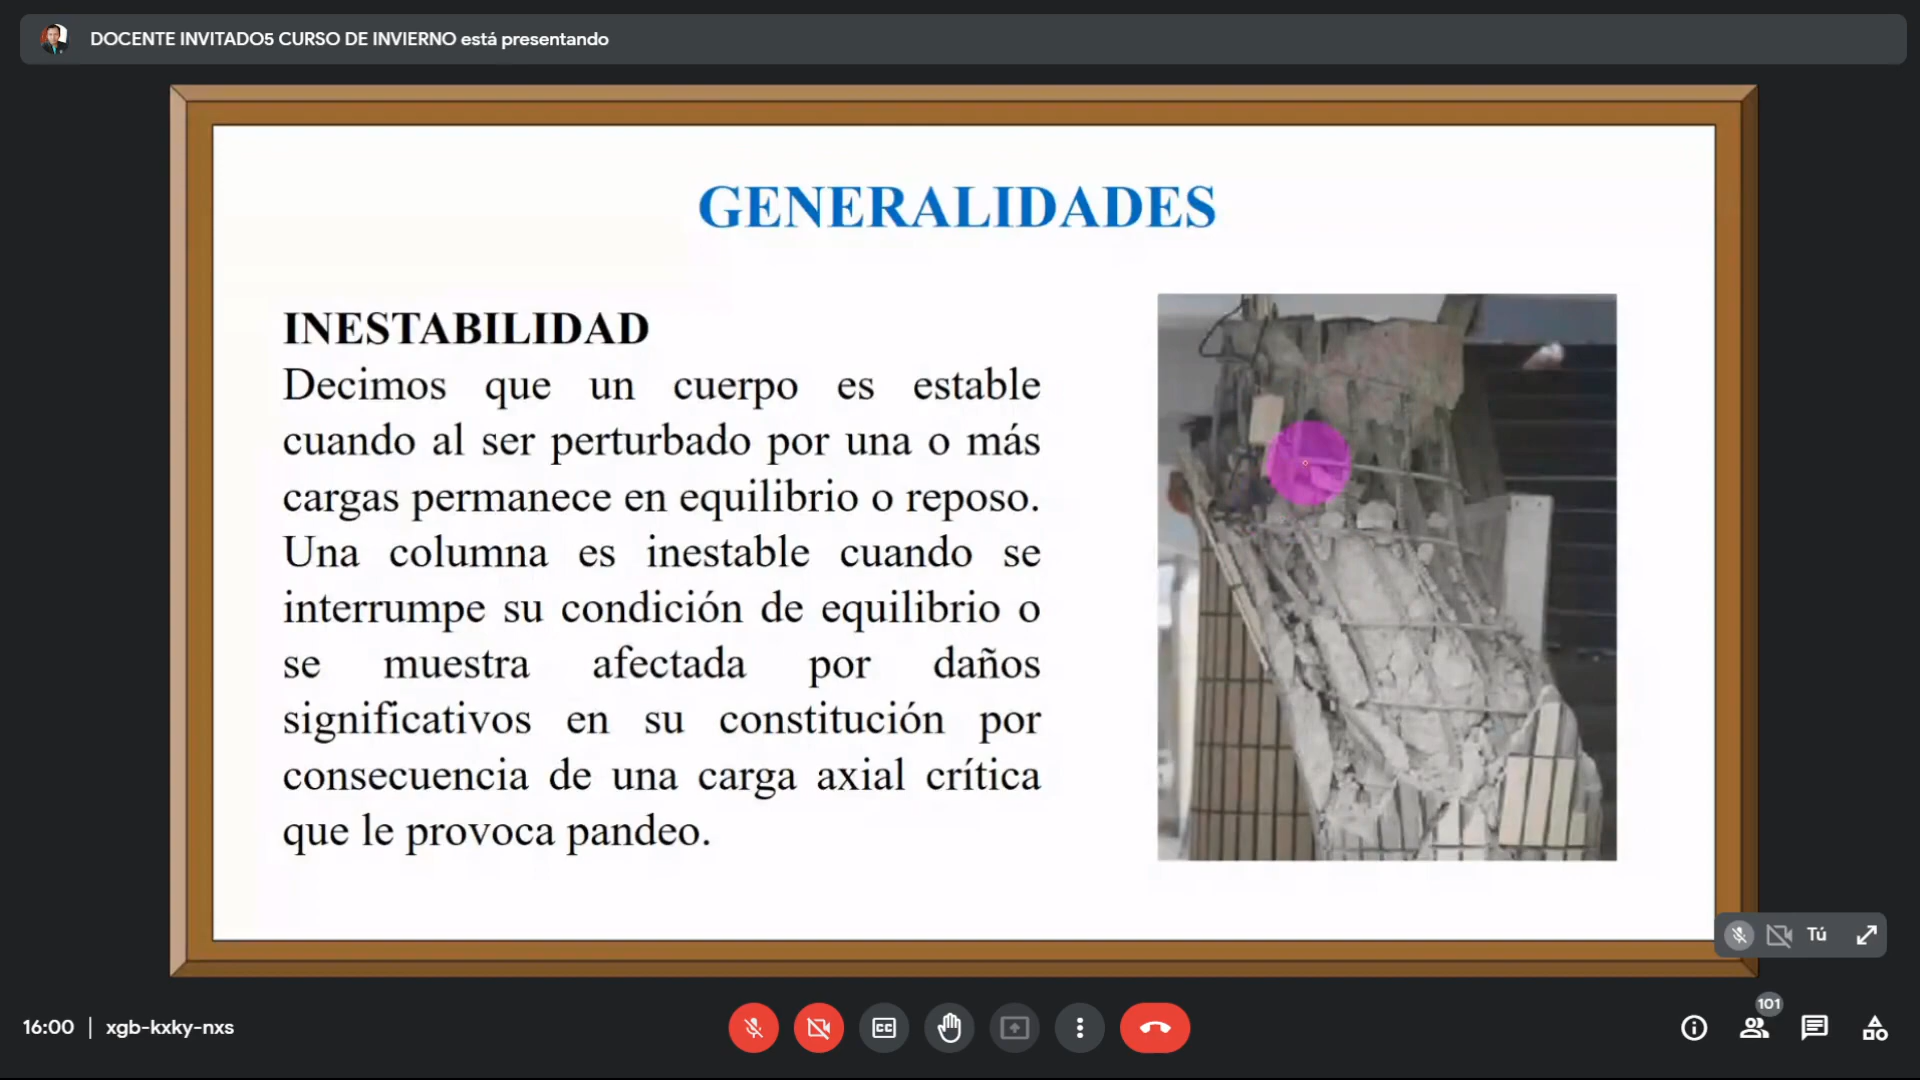 DOCENTE INVITADO5 CURSO DE INVIERNO está presentando
GENERALIDADES
INESTABILIDAD
Decimos que un cuerpo es estable
cuando al ser perturbado por una o más
cargas permanece en equilibrio o reposo.
Una columna es inestable cuando se
interrumpe su condición de equilibrio o
se muestra afectada por daños
significativos en su constitución por
consecuencia de una carga axial crítica
que le provoca pandeo.
Tú
16:00 | xgb-kxky-nxs
CC
101